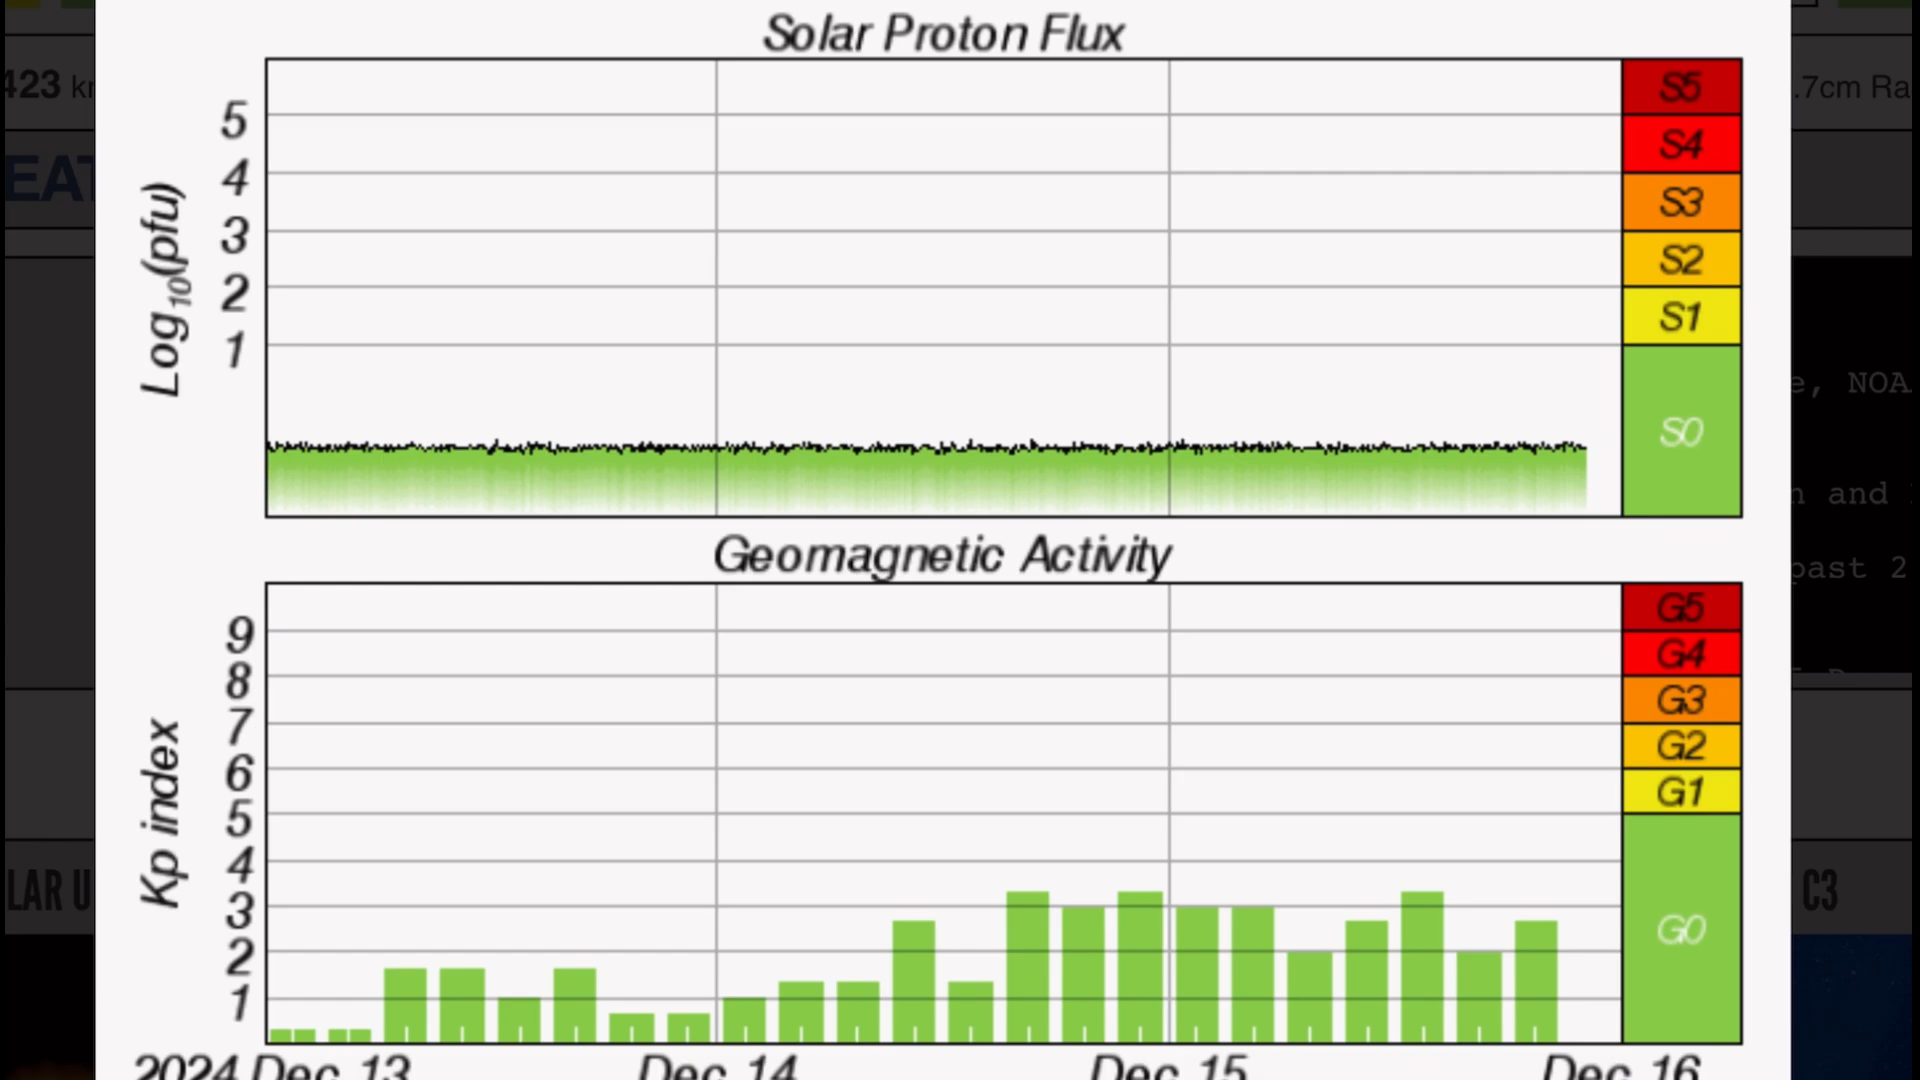 Solar Proton Flux
Log10(pfu)
5
4
3
2
1
S5
S4
S3
S2
S1
S0
Geomagnetic Activity
Kp index
9
8
7
6
5
4
3
2
1
G5
G4
G3
G2
G1
G0
2024 Dec 13 Dec 14 Dec 15 Dec 16
423
.7cm
NOA
and
past 2
LAR U
C3